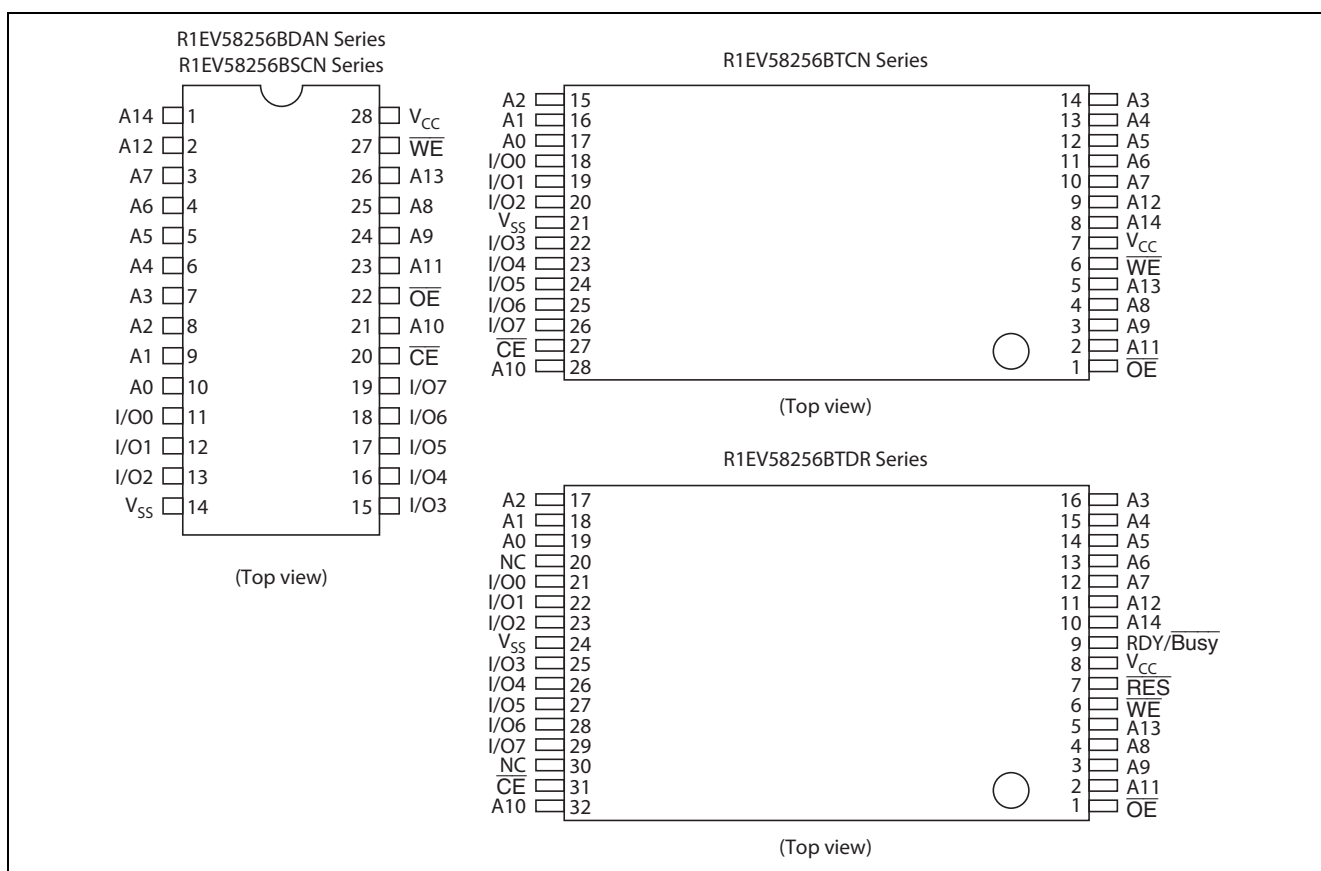 R1EV58256BDAN Series
R1EV58256BSCN Series
A14 1 28 VCC
A12 2 27 WE
A7 3 26 A13
A6 4 25 A8
A5 5 24 A9
A4 6 23 A11
A3 7 22 OE
A2 8 21 A10
A1 9 20 CE
A0 10 19 I/O7
I/O0 11 18 I/O6
I/O1 12 17 I/O5
I/O2 13 16 I/O4
VSS 14 15 I/O3
(Top view)
R1EV58256BTCN Series
A2 15 14 A3
A1 16 13 A4
A0 17 12 A5
I/O0 18 11 A6
I/O1 19 10 A7
I/O2 20 9 A12
VSS 21 8 A14
I/O3 22 7 VCC
I/O4 23 6 WE
I/O5 24 5 A13
I/O6 25 4 A8
I/O7 26 3 A9
CE 27 2 A11
A10 28 1 OE
(Top view)
R1EV58256BTDR Series
A2 17 16 A3
A1 18 15 A4
A0 19 14 A5
NC 20 13 A6
I/O0 21 12 A7
I/O1 22 11 A12
I/O2 23 10 A14
VSS 24 9 RDY/Busy
I/O3 25 8 VCC
I/O4 26 7 RES
I/O5 27 6 WE
I/O6 28 5 A13
I/O7 29 4 A8
NC 30 3 A9
CE 31 2 A11
A10 32 1 OE
(Top view)